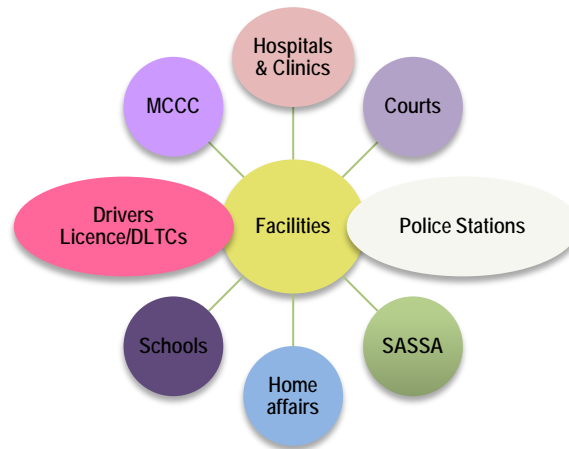 Hospitals
& Clinics
MCCC
Courts
Drivers
Licence/DLTCs
Facilities
Police Stations
Schools
SASSA
Home
affairs